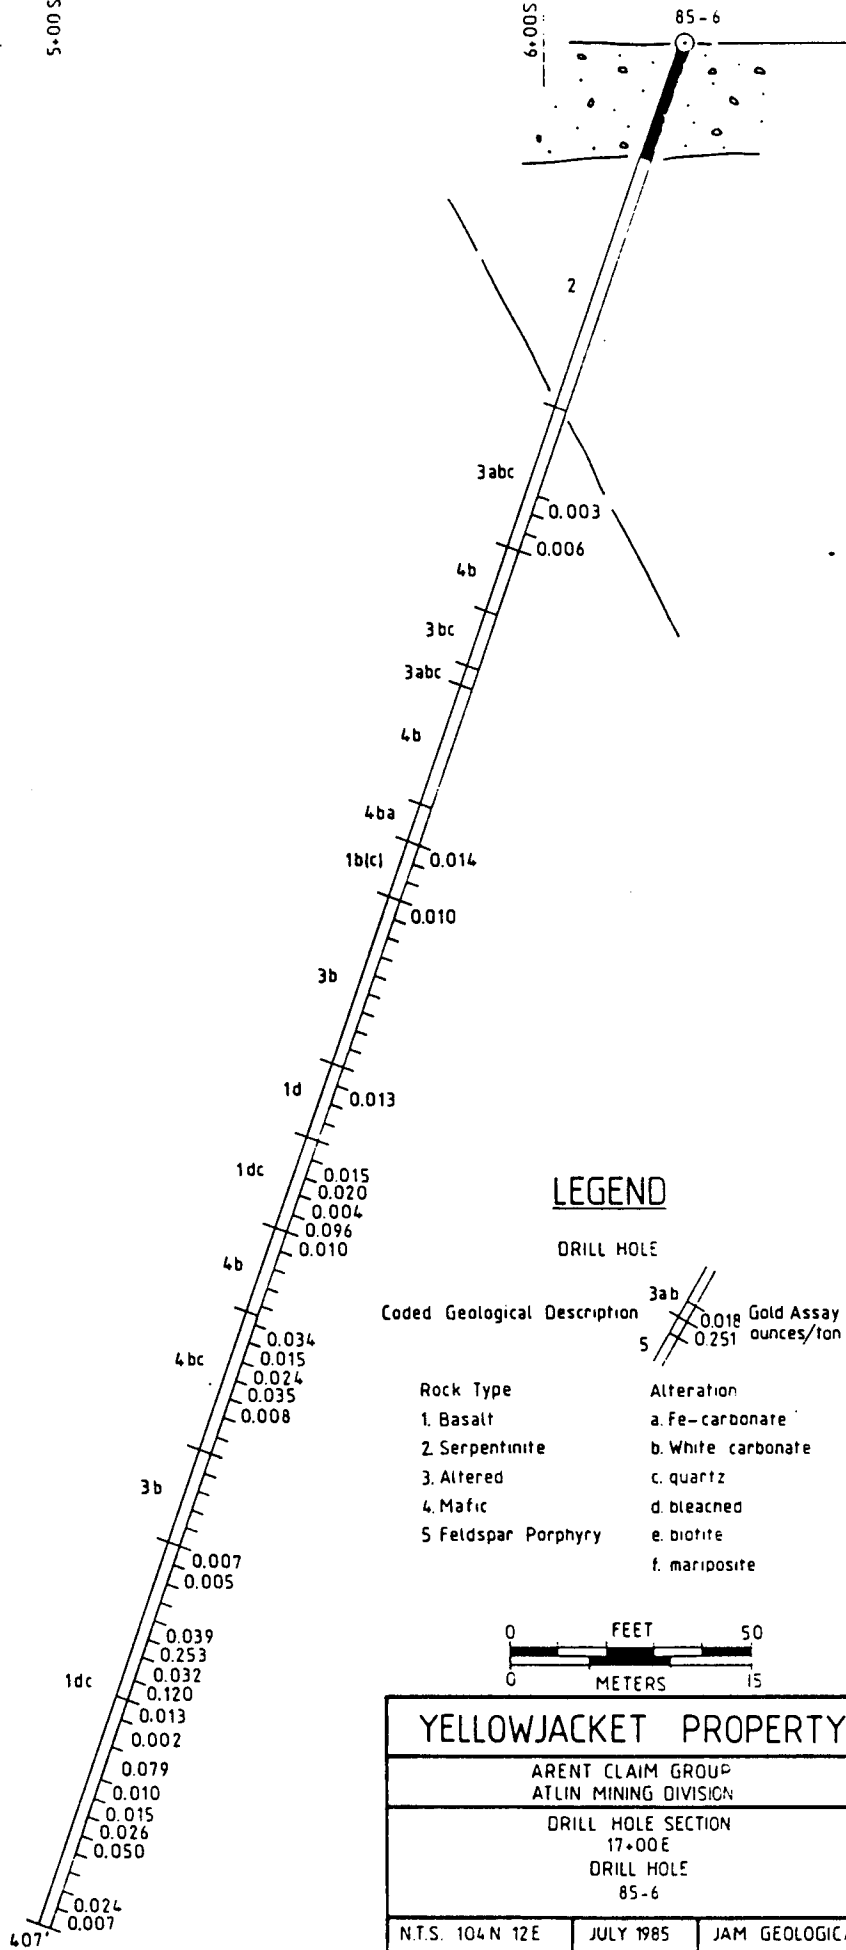 5+00S
6+00S
85-6
2
3abc
0.003
0.006
4b
3bc
3abc
4b
4ba
1b(c)
0.014
0.010
3b
1d
0.013
1dc
0.015
0.020
0.004
0.096
0.010
4b
0.034
0.015
0.024
0.035
0.008
4bc
3b
0.007
0.005
0.039
0.253
0.032
0.120
1dc
0.013
0.002
0.079
0.010
0.015
0.026
0.050
0.024
0.007
407'
LEGEND
DRILL HOLE
Coded Geological Description
3ab
5
0.018
0.251
Gold Assay
ounces/ton
Rock Type
1. Basalt
2. Serpentinite
3. Altered
4. Mafic
5 Feldspar Porphyry
Alteration
a. Fe-carbonate
b. White carbonate
c. quartz
d. bleached
e. biotite
f. mariposite
0 FEET 50
0 METERS 15
YELLOWJACKET PROPERTY
ARENT CLAIM GROUP
ATLIN MINING DIVISION
DRILL HOLE SECTION
17+00E
DRILL HOLE
85-6
N.T.S. 104N 12E
JULY 1985
JAM GEOLOGICA